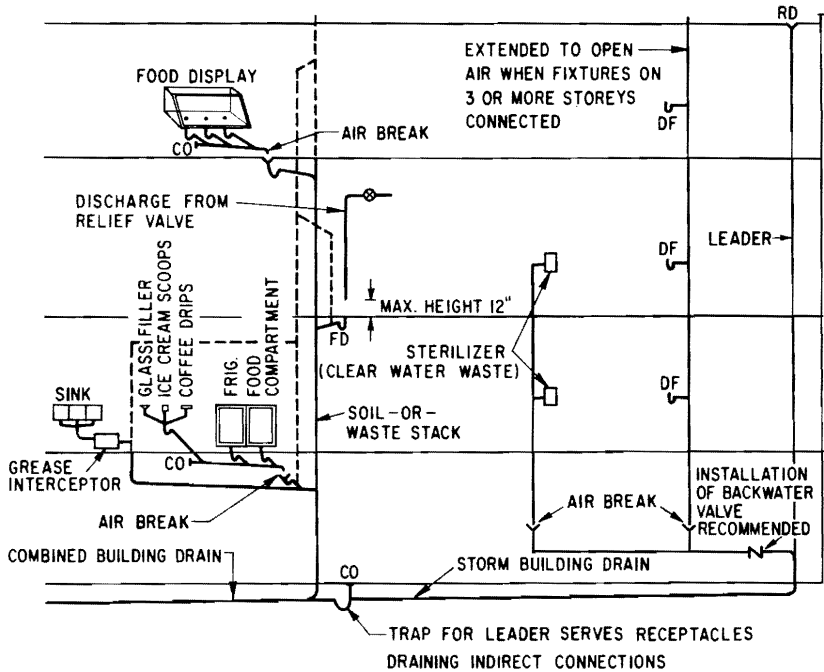 RD
EXTENDED TO OPEN
AIR WHEN FIXTURES ON
3 OR MORE STOREYS
CONNECTED
DF
FOOD DISPLAY
CO
AIR BREAK
DISCHARGE FROM
RELIEF VALVE
DF
LEADER
MAX. HEIGHT 12"
FD
GLASS FILLER
ICE CREAM SCOOPS
COFFEE DRIPS
FRIG.
FOOD
COMPARTMENT
STERILIZER
(CLEAR WATER WASTE)
DF
SINK
SOIL-OR-
WASTE STACK
CO
GREASE
INTERCEPTOR
AIR BREAK
AIR BREAK
INSTALLATION
OF BACKWATER
VALVE
RECOMMENDED
COMBINED BUILDING DRAIN
CO
STORM BUILDING DRAIN
TRAP FOR LEADER SERVES RECEPTACLES
DRAINING INDIRECT CONNECTIONS